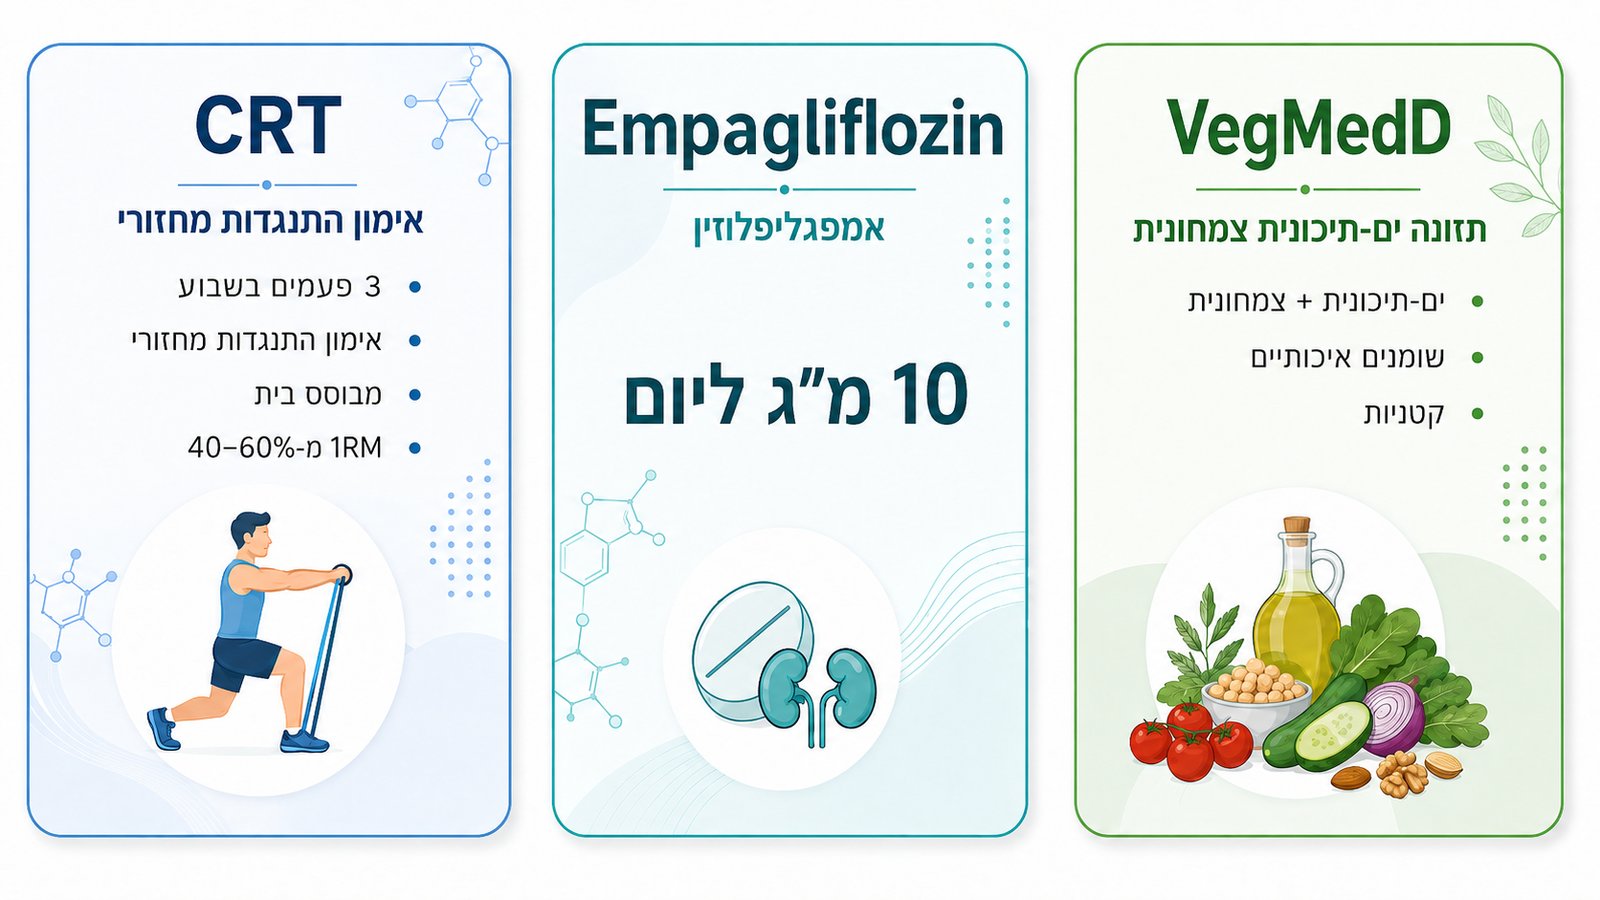 CRT
אימון התנגדות מחזורי
• 3 פעמים בשבוע
• אימון התנגדות מחזורי
• מבוסס בית
• 40–60%-מ 1RM
Empagliflozin
אמפגליפלוזין
10 מ"ג ליום
VegMedD
תזונה ים-תיכונית צמחונית
• ים-תיכונית + צמחונית
• שומנים איכותיים
• קטניות